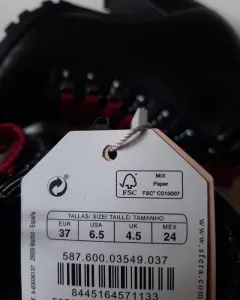 MIX
Paper
FSC
FSC® C015007
TALLAS/ SIZE/ TAILLE/ TAMANHO
EUR USA UK MEX
37 6.5 4.5 24
587.600.03549.037
8445164571133
28009 Madrid - España
www.sfera.com